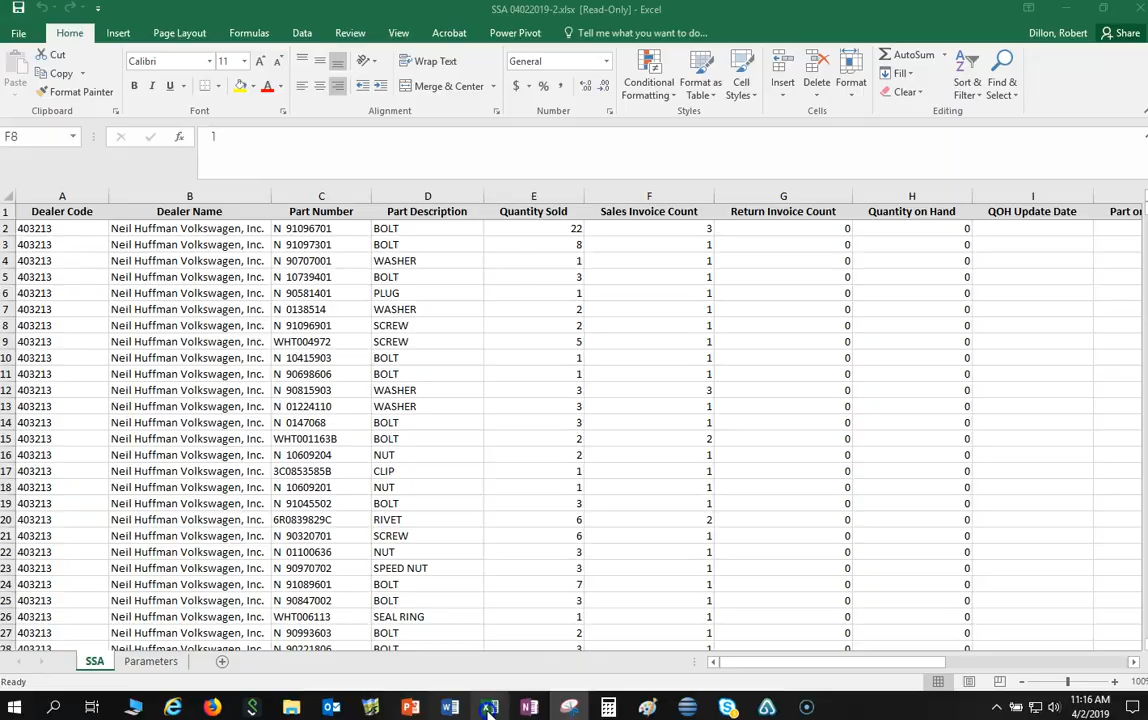 SSA 04022019-2.xlsx [Read-Only] - Excel
File Home Insert Page Layout Formulas Data Review View Acrobat Power Pivot Tell me what you want to do... Dillon, Robert Share
Paste Cut Copy Format Painter Clipboard
Calibri 11 A A B I U A Font
Wrap Text Merge & Center Alignment
General $ % , Number
Conditional Formatting Format as Table Cell Styles Styles
Insert Delete Format Cells
AutoSum Fill Clear Sort & Filter Find & Select Editing
F8 fx 1
A B C D E F G H I
1 Dealer Code Dealer Name Part Number Part Description Quantity Sold Sales Invoice Count Return Invoice Count Quantity on Hand QOH Update Date Part or
2 403213 Neil Huffman Volkswagen, Inc. N 91096701 BOLT 22 3 0 0
3 403213 Neil Huffman Volkswagen, Inc. N 91097301 BOLT 8 1 0 0
4 403213 Neil Huffman Volkswagen, Inc. N 90707001 WASHER 1 1 0 0
5 403213 Neil Huffman Volkswagen, Inc. N 10739401 BOLT 3 1 0 0
6 403213 Neil Huffman Volkswagen, Inc. N 90581401 PLUG 1 1 0 0
7 403213 Neil Huffman Volkswagen, Inc. N 0138514 WASHER 2 1 0 0
8 403213 Neil Huffman Volkswagen, Inc. N 91096901 SCREW 2 1 0 0
9 403213 Neil Huffman Volkswagen, Inc. WHT004972 SCREW 5 1 0 0
10 403213 Neil Huffman Volkswagen, Inc. N 10415903 BOLT 1 1 0 0
11 403213 Neil Huffman Volkswagen, Inc. N 90698606 BOLT 1 1 0 0
12 403213 Neil Huffman Volkswagen, Inc. N 90815903 WASHER 3 3 0 0
13 403213 Neil Huffman Volkswagen, Inc. N 01224110 WASHER 3 1 0 0
14 403213 Neil Huffman Volkswagen, Inc. N 0147068 BOLT 3 1 0 0
15 403213 Neil Huffman Volkswagen, Inc. WHT001163B BOLT 2 2 0 0
16 403213 Neil Huffman Volkswagen, Inc. N 10609204 NUT 2 1 0 0
17 403213 Neil Huffman Volkswagen, Inc. 3C0853585B CLIP 1 1 0 0
18 403213 Neil Huffman Volkswagen, Inc. N 10609201 NUT 1 1 0 0
19 403213 Neil Huffman Volkswagen, Inc. N 91045502 BOLT 3 1 0 0
20 403213 Neil Huffman Volkswagen, Inc. 6R0839829C RIVET 6 2 0 0
21 403213 Neil Huffman Volkswagen, Inc. N 90320701 SCREW 6 1 0 0
22 403213 Neil Huffman Volkswagen, Inc. N 01100636 NUT 3 1 0 0
23 403213 Neil Huffman Volkswagen, Inc. N 90970702 SPEED NUT 3 1 0 0
24 403213 Neil Huffman Volkswagen, Inc. N 91089601 BOLT 7 1 0 0
25 403213 Neil Huffman Volkswagen, Inc. N 90847002 BOLT 3 1 0 0
26 403213 Neil Huffman Volkswagen, Inc. WHT006113 SEAL RING 1 1 0 0
27 403213 Neil Huffman Volkswagen, Inc. N 90993603 BOLT 2 1 0 0
28 403213 Neil Huffman Volkswagen, Inc. N 90221806 BOLT 3 1 0 0
SSA Parameters
Ready 100%
11:16 AM
4/2/2019